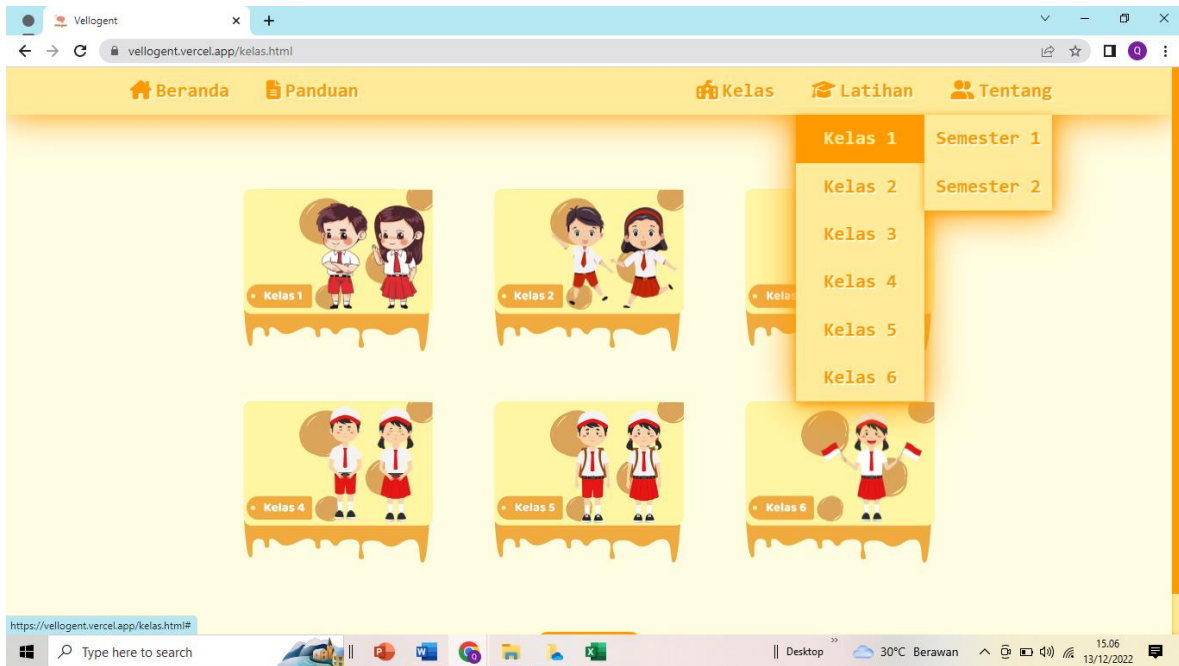 Vellogent
vellogent.vercel.app/kelas.html
Q
Beranda Panduan Kelas Latihan Tentang
Kelas 1 Semester 1
Kelas 2 Semester 2
Kelas 3
Kelas 4
Kelas 5
Kelas 6
Kelas 1
Kelas 2
Kelas
Kelas 4
Kelas 5
Kelas 6
https://vellogent.vercel.app/kelas.html#
Type here to search
Desktop
30°C Berawan
15.06
13/12/2022